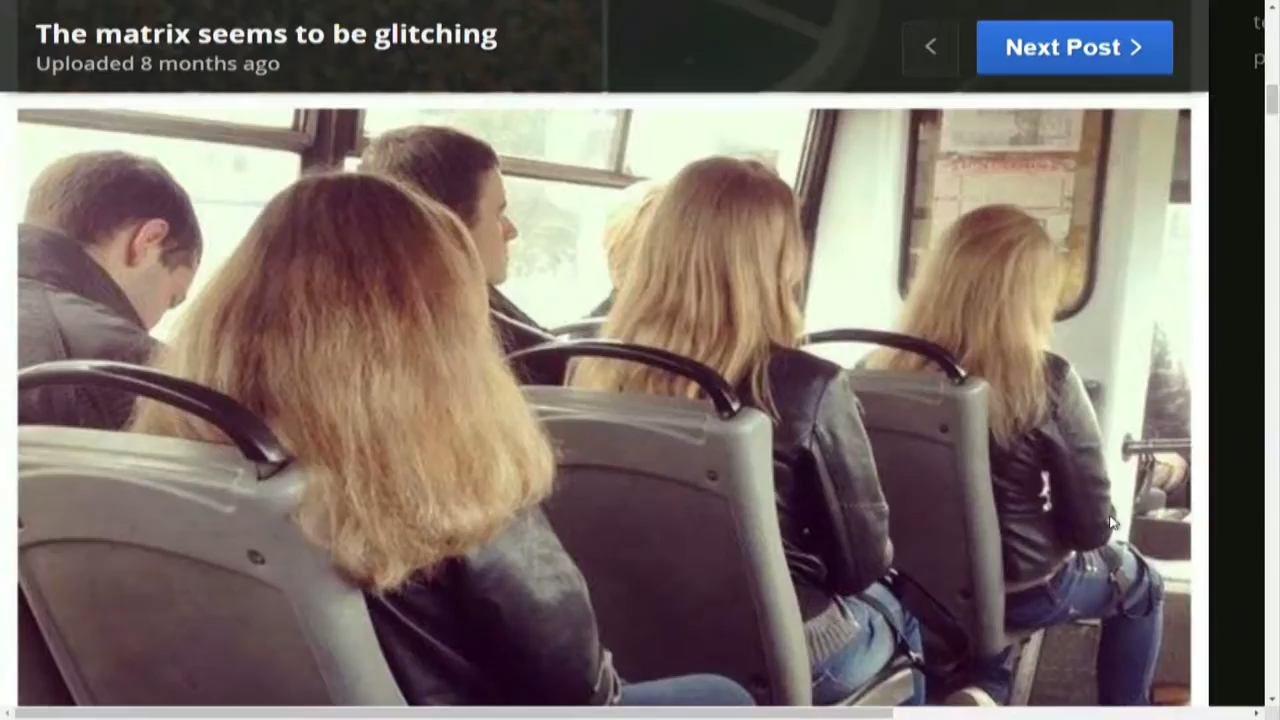 The matrix seems to be glitching
Uploaded 8 months ago
Next Post